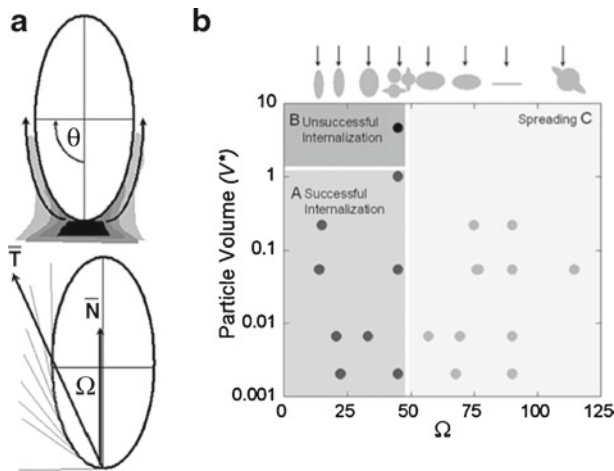 a
θ
T̅
N̅
Ω
b
B Unsuccessful
Internalization
Spreading C
A Successful
Internalization
Particle Volume (V*)
10
1
0.1
0.01
0.001
0 25 50 75 100 125
Ω